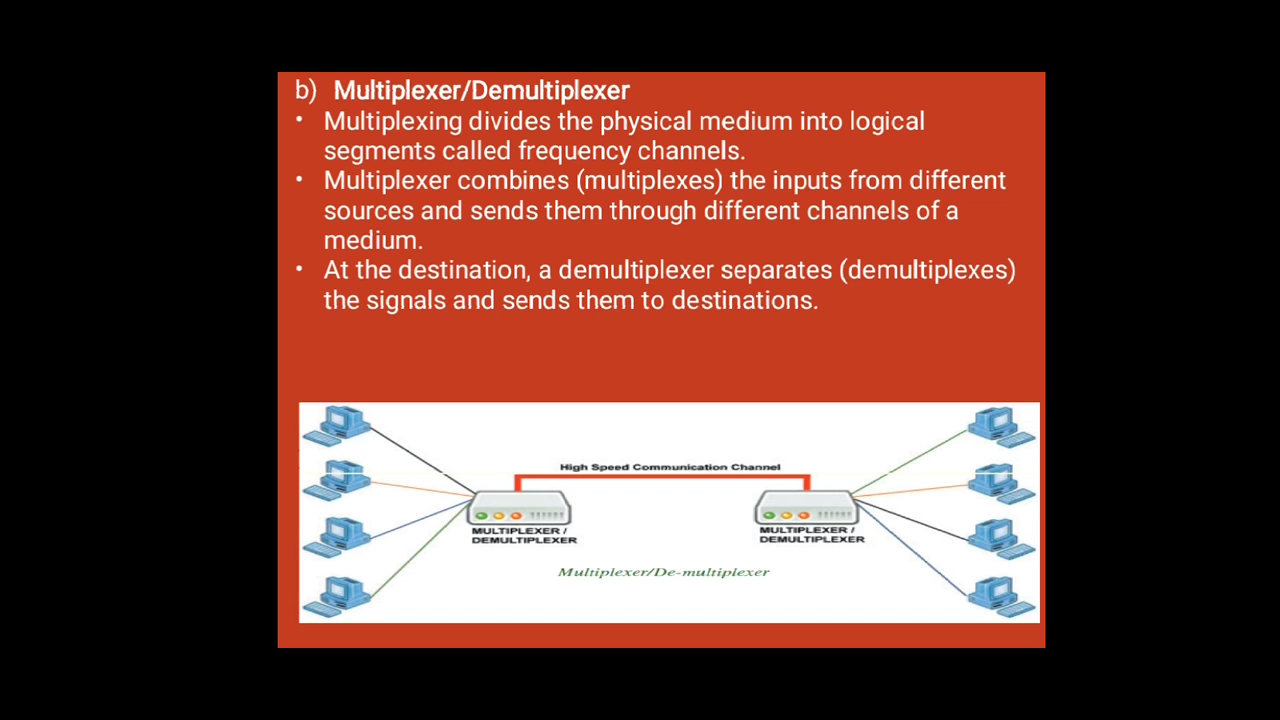 b) Multiplexer/Demultiplexer
• Multiplexing divides the physical medium into logical
segments called frequency channels.
• Multiplexer combines (multiplexes) the inputs from different
sources and sends them through different channels of a
medium.
• At the destination, a demultiplexer separates (demultiplexes)
the signals and sends them to destinations.
High Speed Communication Channel
MULTIPLEXER /
DEMULTIPLEXER
MULTIPLEXER /
DEMULTIPLEXER
Multiplexer/De-multiplexer